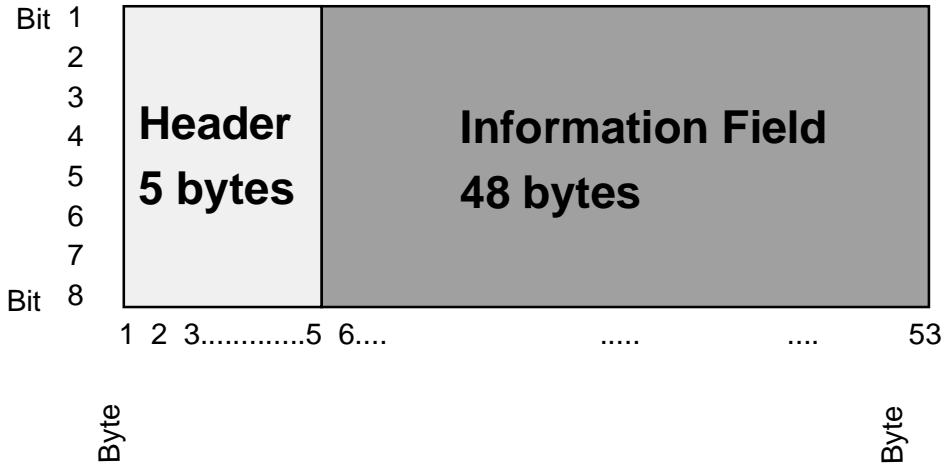 Bit 1
2
3
4
5
6
7
Bit 8
Header
5 bytes
Information Field
48 bytes
1 2 3.............5 6.... ..... .... 53
Byte
Byte